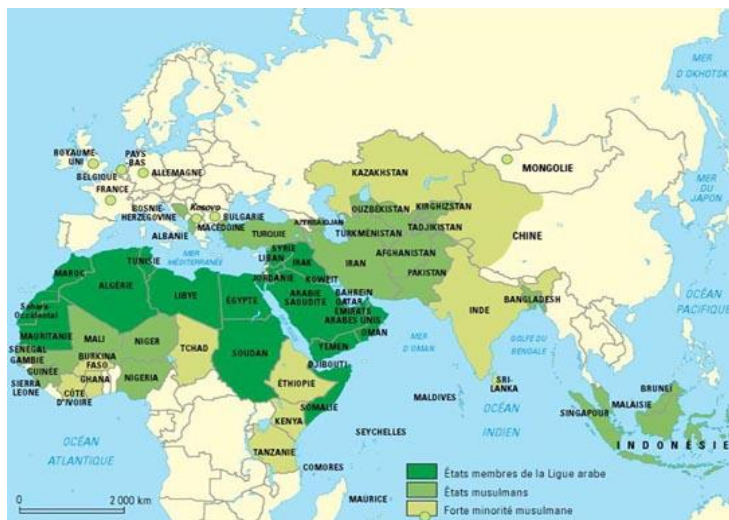 MER
D'OKHOTSK
ROYAUME-
UNI
PAYS
-BAS
BELGIQUE
ALLEMAGNE
FRANCE
KAZAKHSTAN
MONGOLIE
MER
DU
JAPON
BOSNIE-
HERZEGOVINE
Kosovo
BULGARIE
MACÉDOINE
ALBANIE
AZERBAÏDJAN
OUZBÉKISTAN
KIRGHIZSTAN
TURQUIE
TURKMÉNISTAN
TADJIKISTAN
CHINE
MER
MÉDITERRANÉE
TUNISIE
SYRIE
LIBAN
IRAK
IRAN
AFGHANISTAN
MAROC
JORDANIE
KOWEIT
PAKISTAN
ALGÉRIE
LIBYE
ÉGYPTE
ARABIE
SAOUDITE
BAHREIN
QATAR
EMIRATS
ARABES UNIS
OMAN
INDE
BANGLADESH
OCÉAN
PACIFIQUE
Sahara-
Occidental
MAURITANIE
MALI
NIGER
TCHAD
SOUDAN
YEMEN
MER
D'OMAN
GOLFE DU
BENGALE
SÉNÉGAL
GAMBIE
GUINÉE
BURKINA
FASO
GHANA
NIGERIA
DJIBOUTI
ÉTHIOPIE
SIERRA
LEONE
CÔTE
D'IVOIRE
SOMALIE
KENYA
TANZANIE
SRI-
LANKA
MALDIVES
OCÉAN
INDIEN
BRUNEÏ
MALAISIE
SINGAPOUR
INDONÉSIE
SEYCHELLES
COMORES
MAURICE
OCÉAN
ATLANTIQUE
0 2 000 km
États membres de la Ligue arabe
États musulmans
Forte minorité musulmane